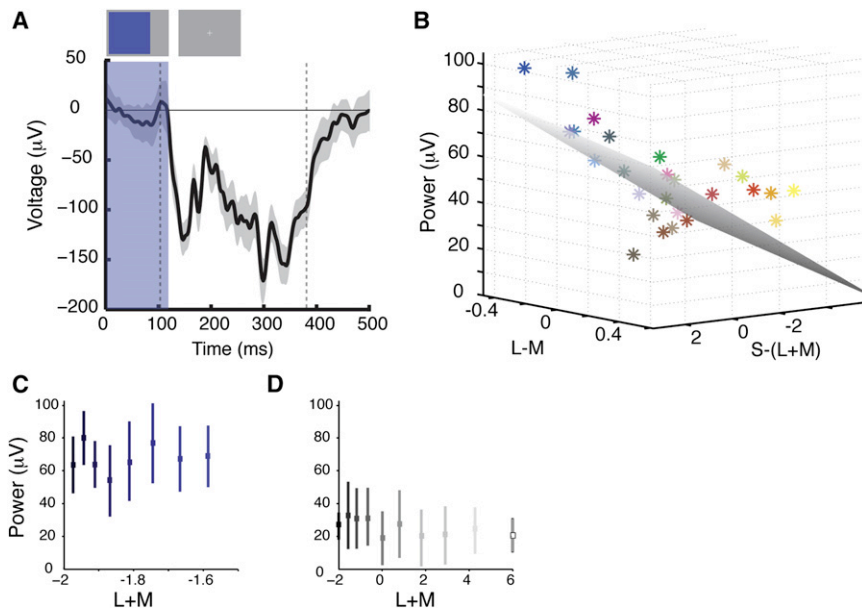 A
50
0
−50
−100
−150
−200
Voltage (μV)
0 100 200 300 400 500
Time (ms)
B
100
80
60
40
20
0
Power (μV)
-0.4 0 0.4
L-M
2 0 -2
S-(L+M)
C
100
80
60
40
20
0
Power (μV)
-2 -1.8 -1.6
L+M
D
100
80
60
40
20
0
-2 0 2 4 6
L+M